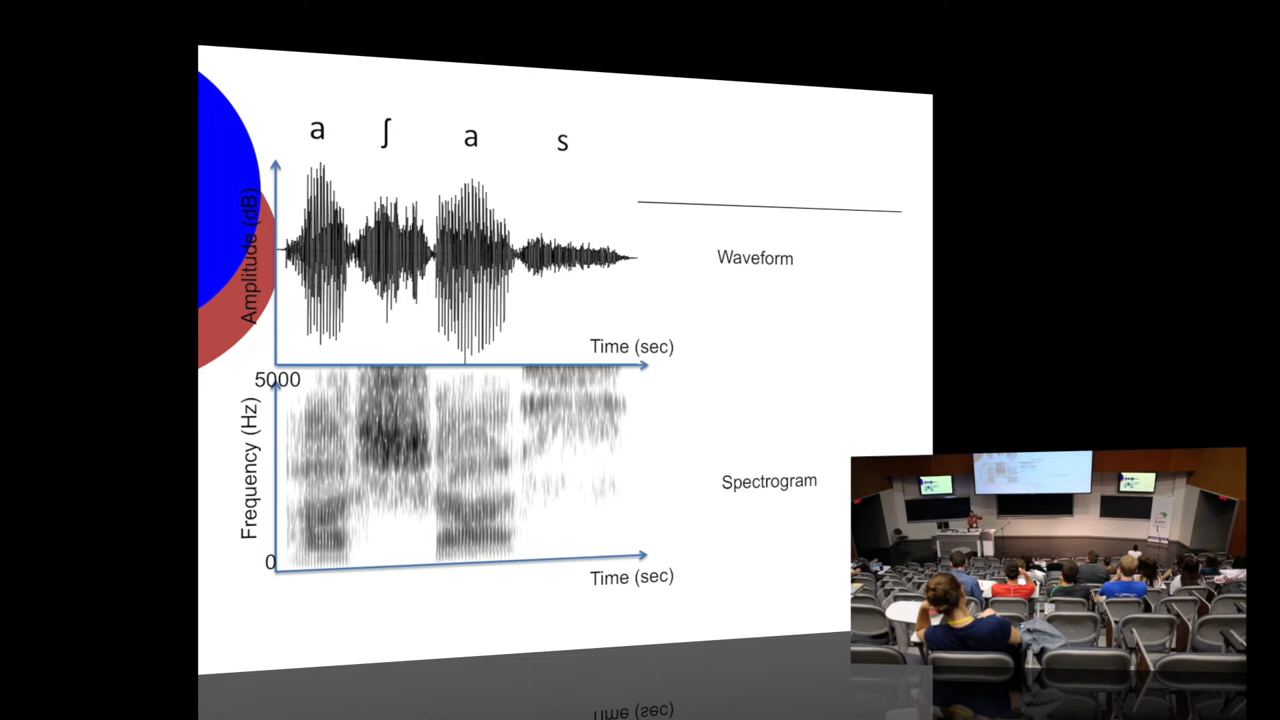 a ʃ a s
Amplitude (dB)
Waveform
Time (sec)
5000
Frequency (Hz)
Spectrogram
0
Time (sec)